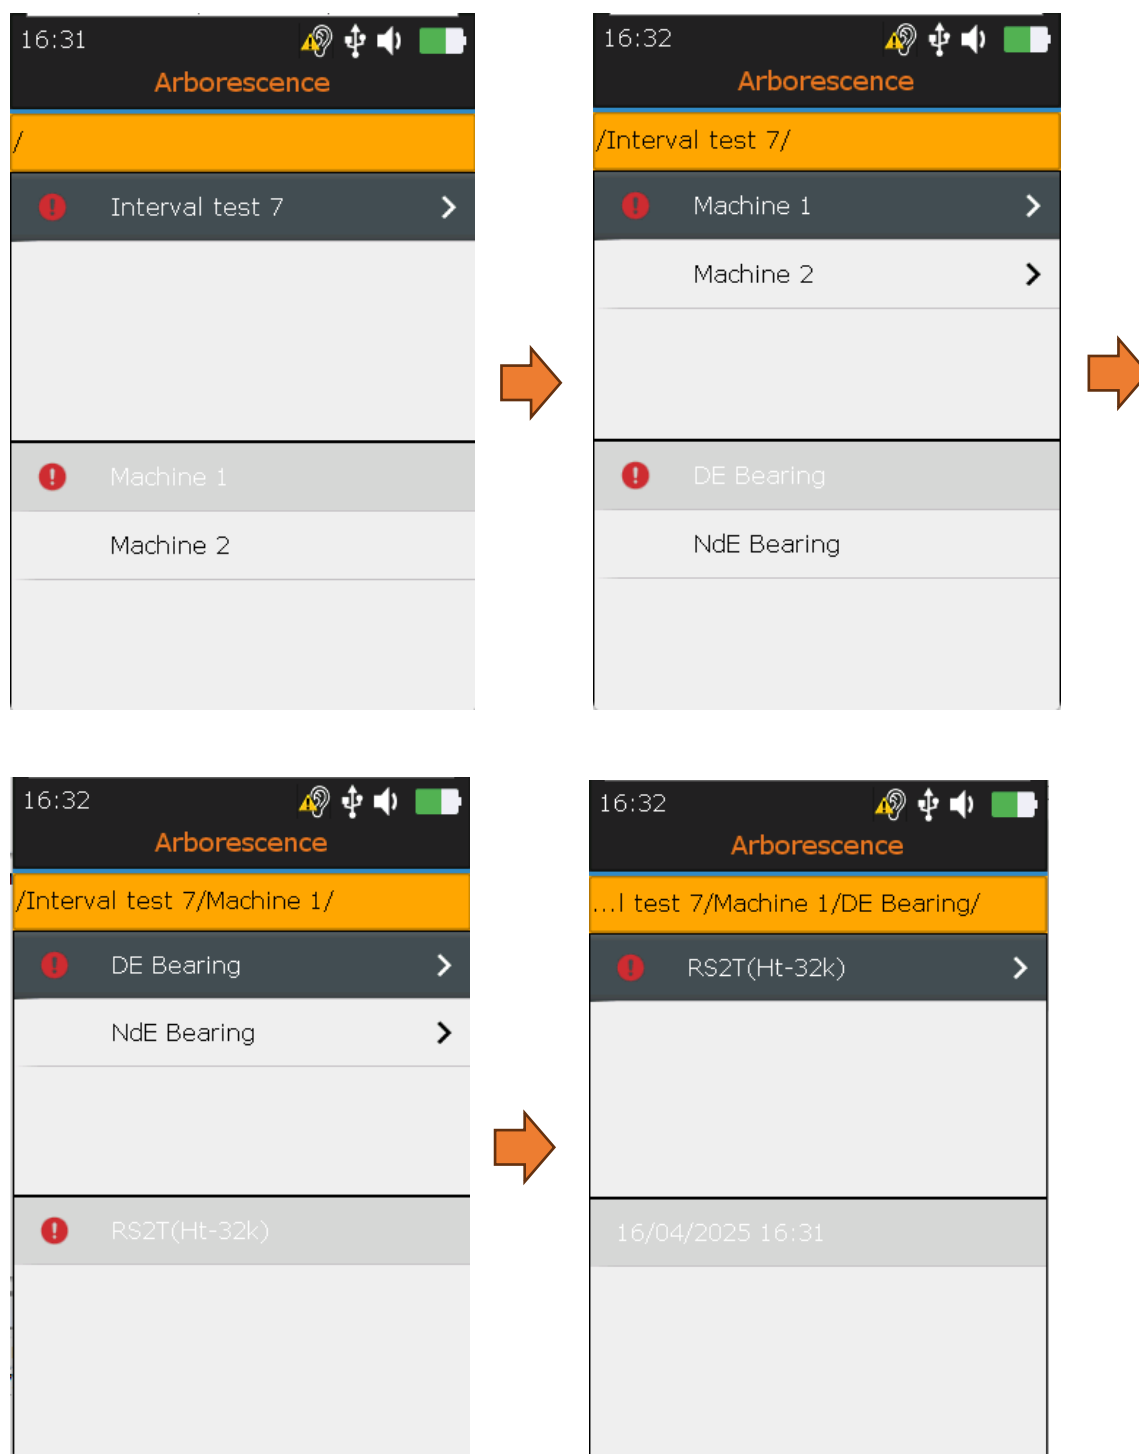 16:31
Arborescence
/
Interval test 7
Machine 1
Machine 2
16:32
Arborescence
/Interval test 7/
Machine 1
Machine 2
DE Bearing
NdE Bearing
16:32
Arborescence
/Interval test 7/Machine 1/
DE Bearing
NdE Bearing
RS2T(Ht-32k)
16:32
Arborescence
...l test 7/Machine 1/DE Bearing/
RS2T(Ht-32k)
16/04/2025 16:31